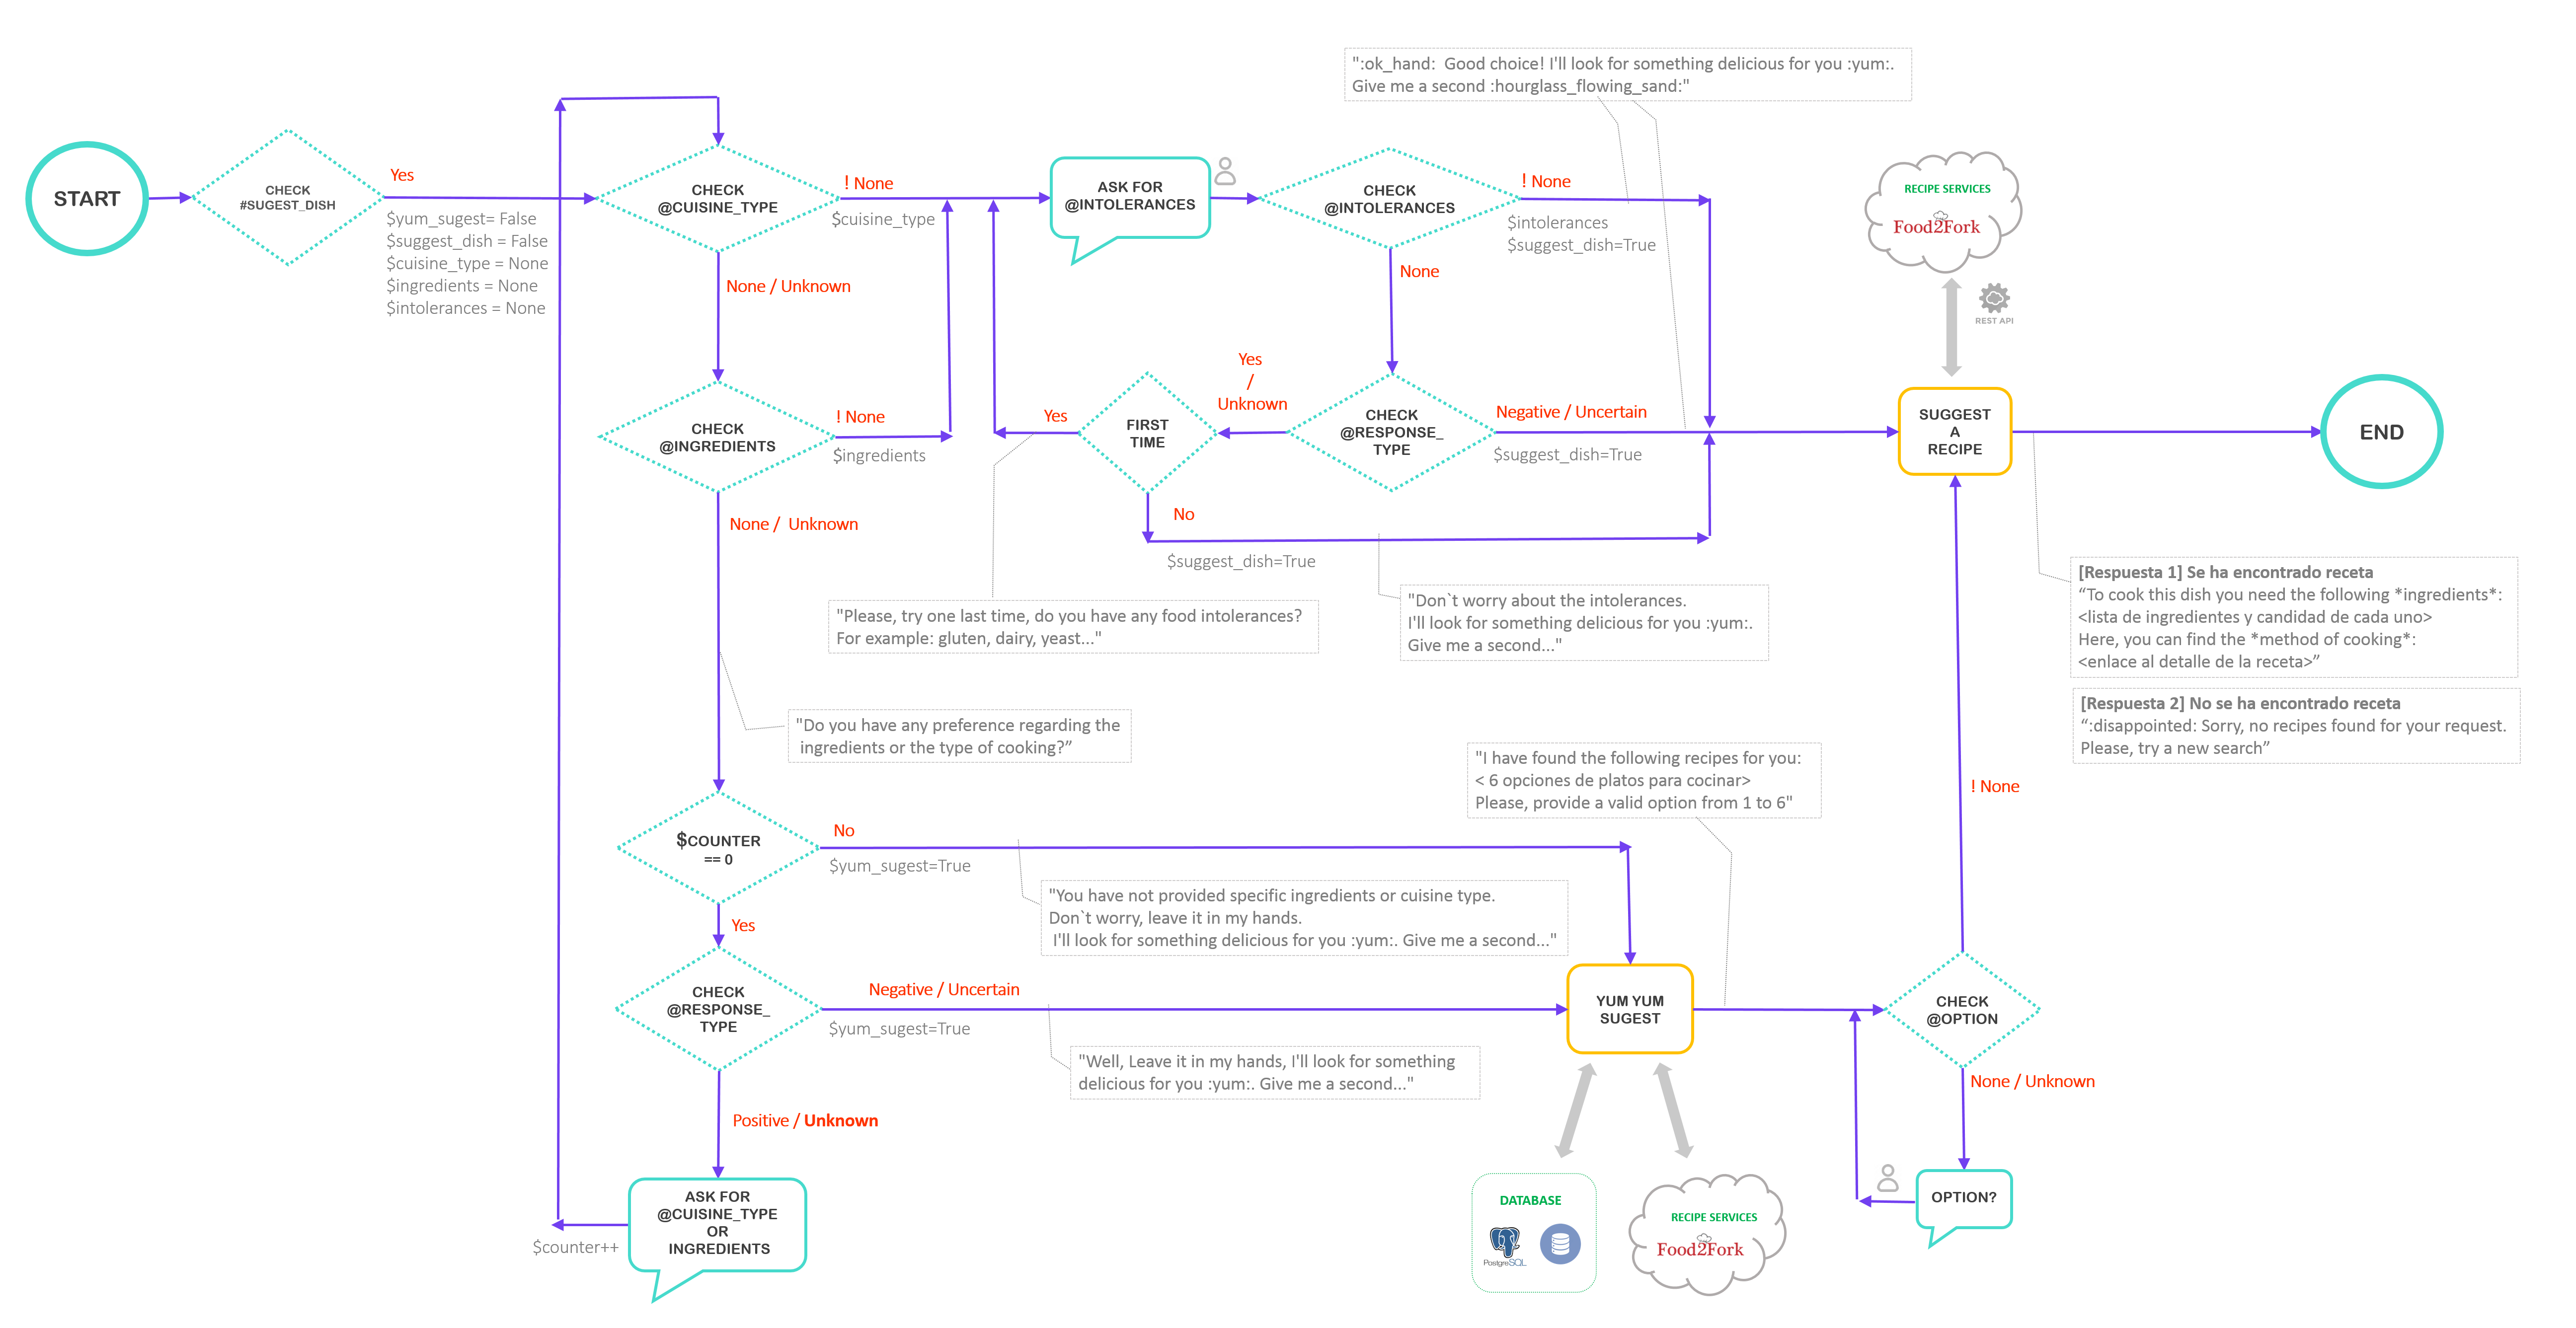 ":ok_hand:  Good choice! I'll look for something delicious for you :yum:.
Give me a second :hourglass_flowing_sand:"
START
CHECK
#SUGEST_DISH
Yes
$yum_sugest= False
$suggest_dish = False
$cuisine_type = None
$ingredients = None
$intolerances = None
CHECK
@CUISINE_TYPE
! None
$cuisine_type
None / Unknown
ASK FOR
@INTOLERANCES
CHECK
@INTOLERANCES
! None
$intolerances
$suggest_dish=True
None
RECIPE SERVICES
Food2Fork
REST API
CHECK
@INGREDIENTS
! None
$ingredients
None /  Unknown
Yes
FIRST
TIME
Yes
/
Unknown
CHECK
@RESPONSE_
TYPE
Negative / Uncertain
$suggest_dish=True
No
$suggest_dish=True
SUGGEST
A
RECIPE
END
"Please, try one last time, do you have any food intolerances?
For example: gluten, dairy, yeast..."
"Don`t worry about the intolerances.
I'll look for something delicious for you :yum:.
Give me a second..."
[Respuesta 1] Se ha encontrado receta
“To cook this dish you need the following *ingredients*:
<lista de ingredientes y candidad de cada uno>
Here, you can find the *method of cooking*:
<enlace al detalle de la receta>”
[Respuesta 2] No se ha encontrado receta
“:disappointed: Sorry, no recipes found for your request.
Please, try a new search”
"Do you have any preference regarding the
ingredients or the type of cooking?”
"I have found the following recipes for you:
< 6 opciones de platos para cocinar>
Please, provide a valid option from 1 to 6"
! None
$COUNTER
== 0
No
$yum_sugest=True
"You have not provided specific ingredients or cuisine type.
Don`t worry, leave it in my hands.
I'll look for something delicious for you :yum:. Give me a second..."
Yes
CHECK
@RESPONSE_
TYPE
Negative / Uncertain
$yum_sugest=True
"Well, Leave it in my hands, I'll look for something
delicious for you :yum:. Give me a second..."
YUM YUM
SUGEST
CHECK
@OPTION
None / Unknown
Positive / Unknown
ASK FOR
@CUISINE_TYPE
OR
INGREDIENTS
$counter++
DATABASE
PostgreSQL
RECIPE SERVICES
Food2Fork
OPTION?